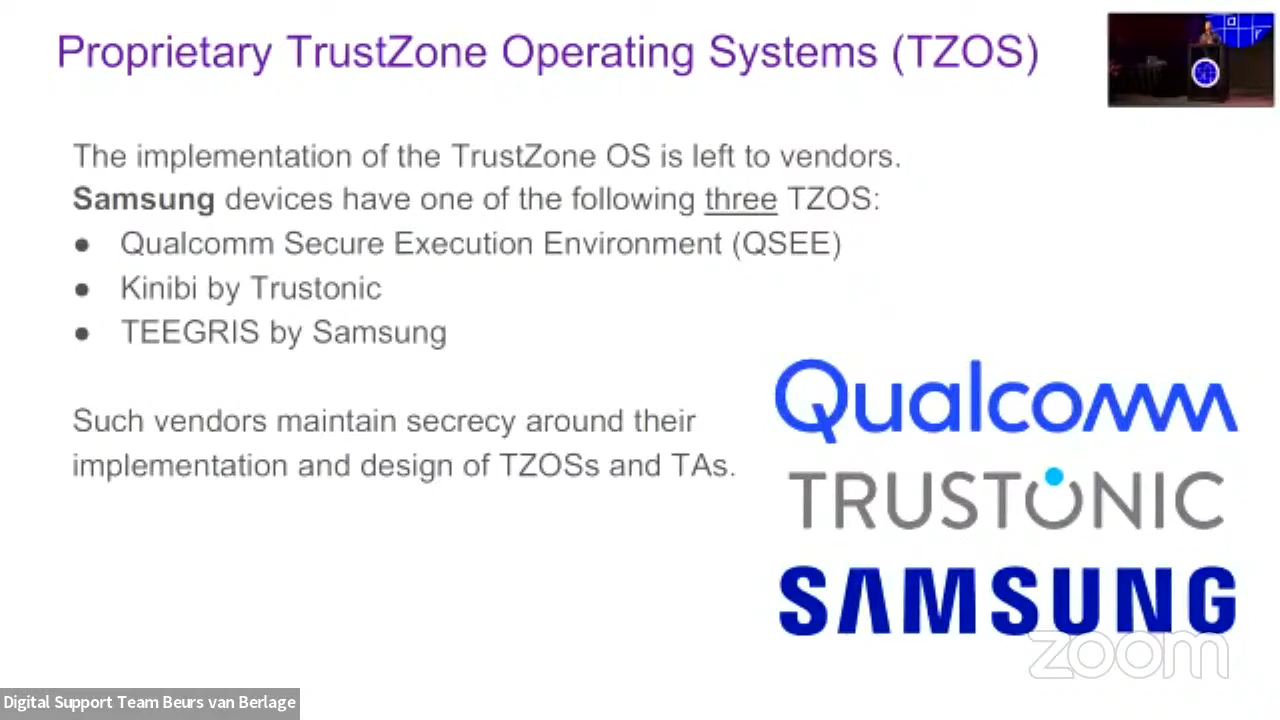 Proprietary TrustZone Operating Systems (TZOS)
The implementation of the TrustZone OS is left to vendors.
Samsung devices have one of the following three TZOS:
● Qualcomm Secure Execution Environment (QSEE)
● Kinibi by Trustonic
● TEEGRIS by Samsung
Such vendors maintain secrecy around their
implementation and design of TZOSs and TAs.
Qualcomm
TRUSTONIC
SAMSUNG
zoom
Digital Support Team Beurs van Berlage